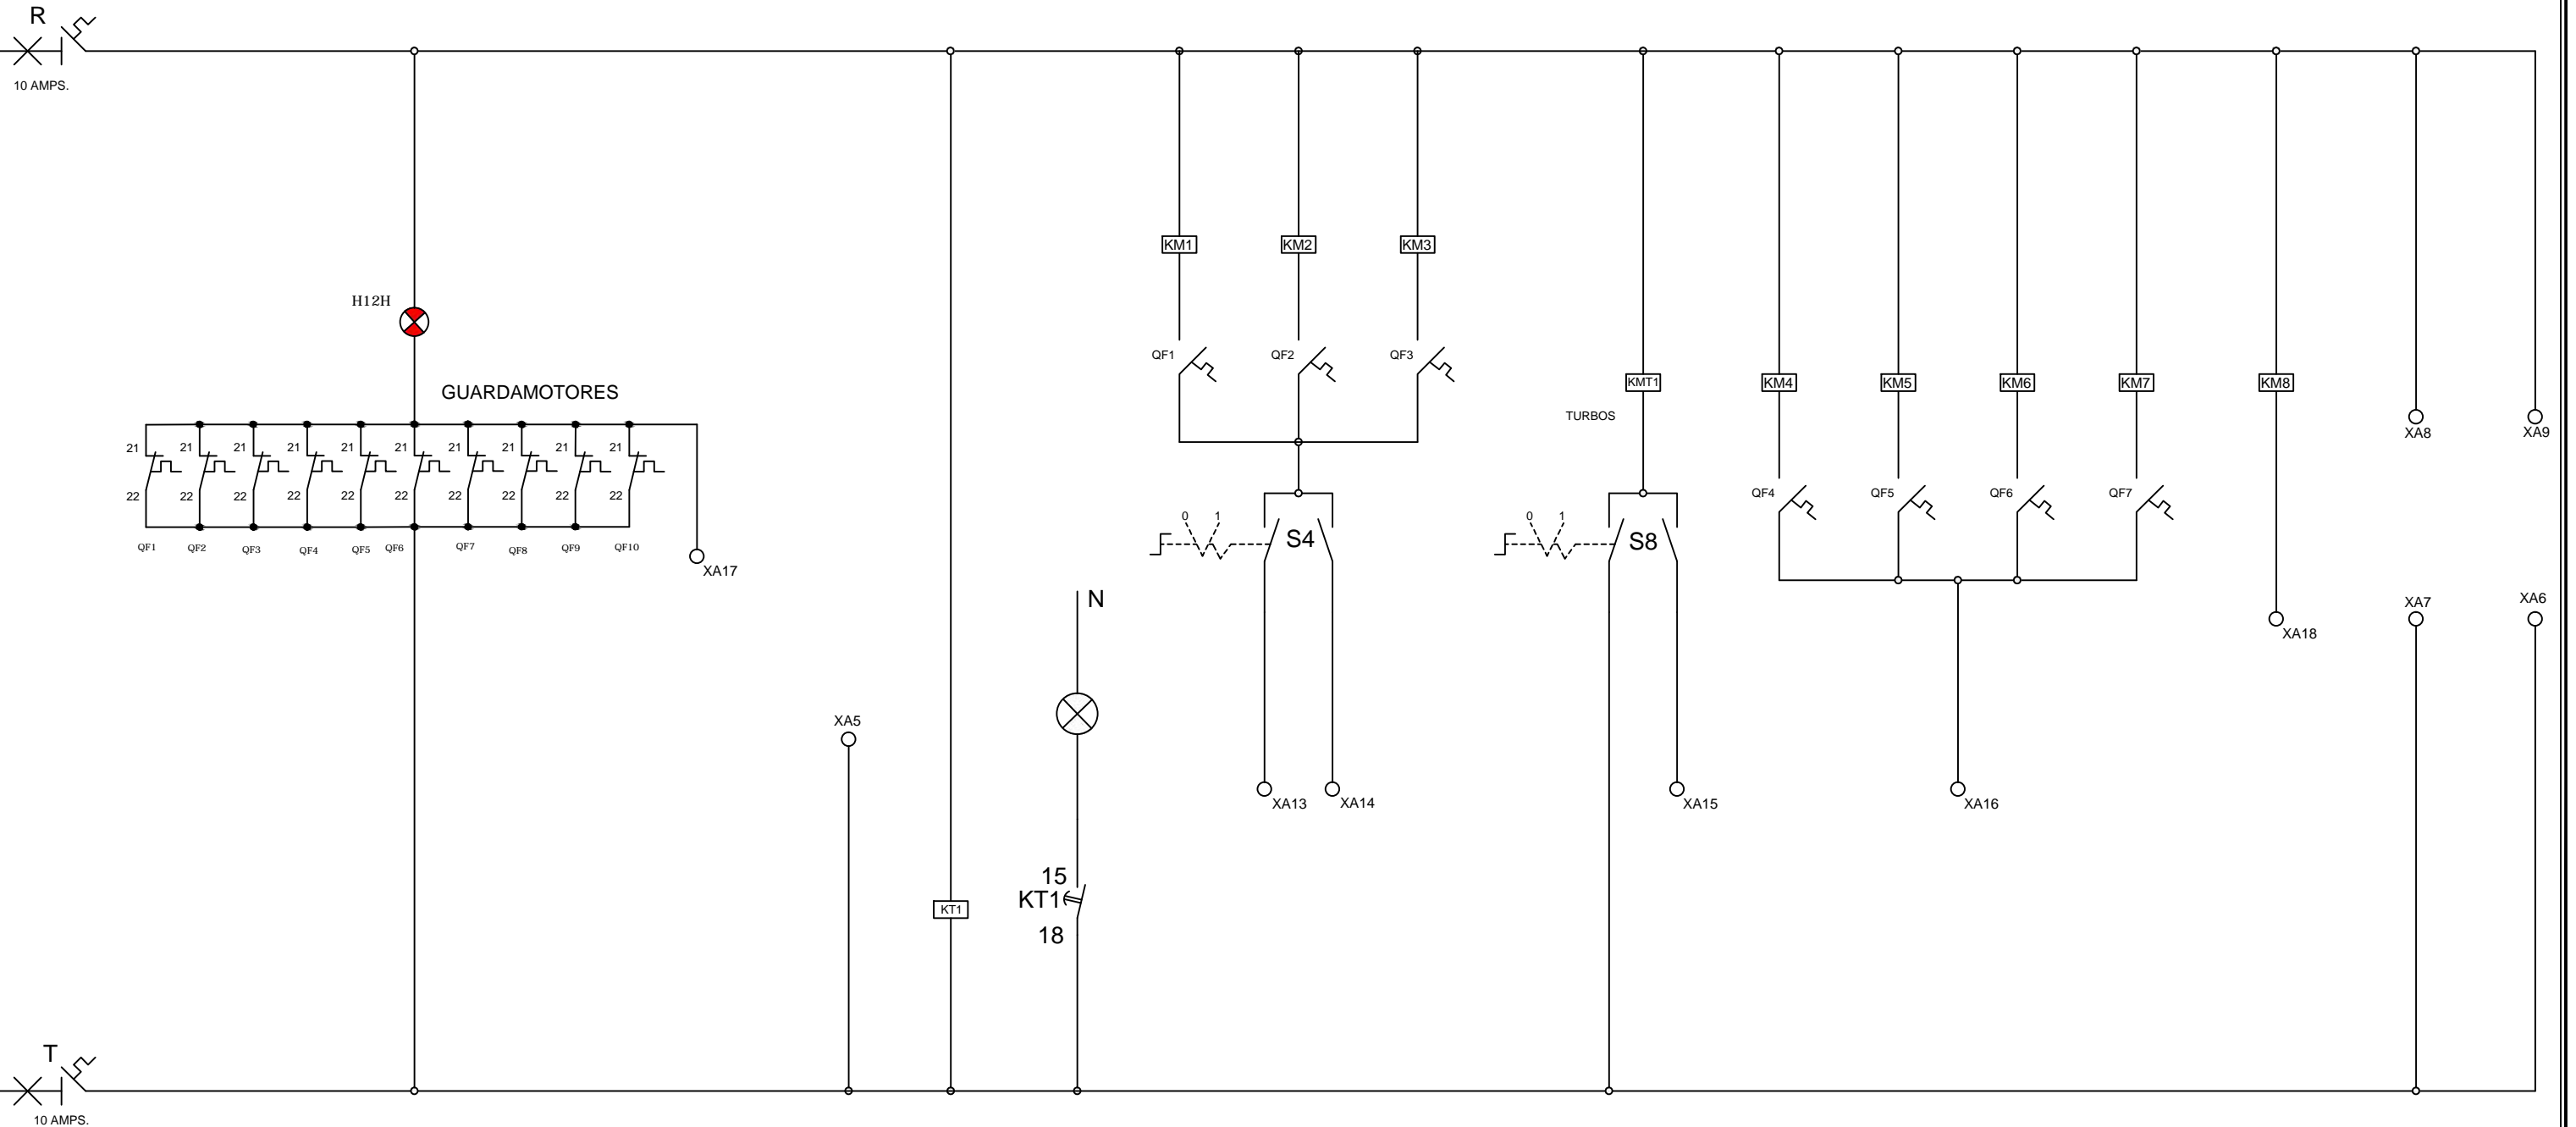 R
10 AMPS.
H12H
GUARDAMOTORES
21 21 21 21 21 21 21 21 21 21
22 22 22 22 22 22 22 22 22 22
QF1 QF2 QF3 QF4 QF5 QF6 QF7 QF8 QF9 QF10
XA17
XA5
KT1
N
15
KT1
18
KM1 KM2 KM3
QF1 QF2 QF3
0 1
S4
XA13 XA14
KMT1
TURBOS
0 1
S8
XA15
KM4 KM5 KM6 KM7 KM8
QF4 QF5 QF6 QF7
XA16
XA18
XA8 XA9
XA7 XA6
T
10 AMPS.